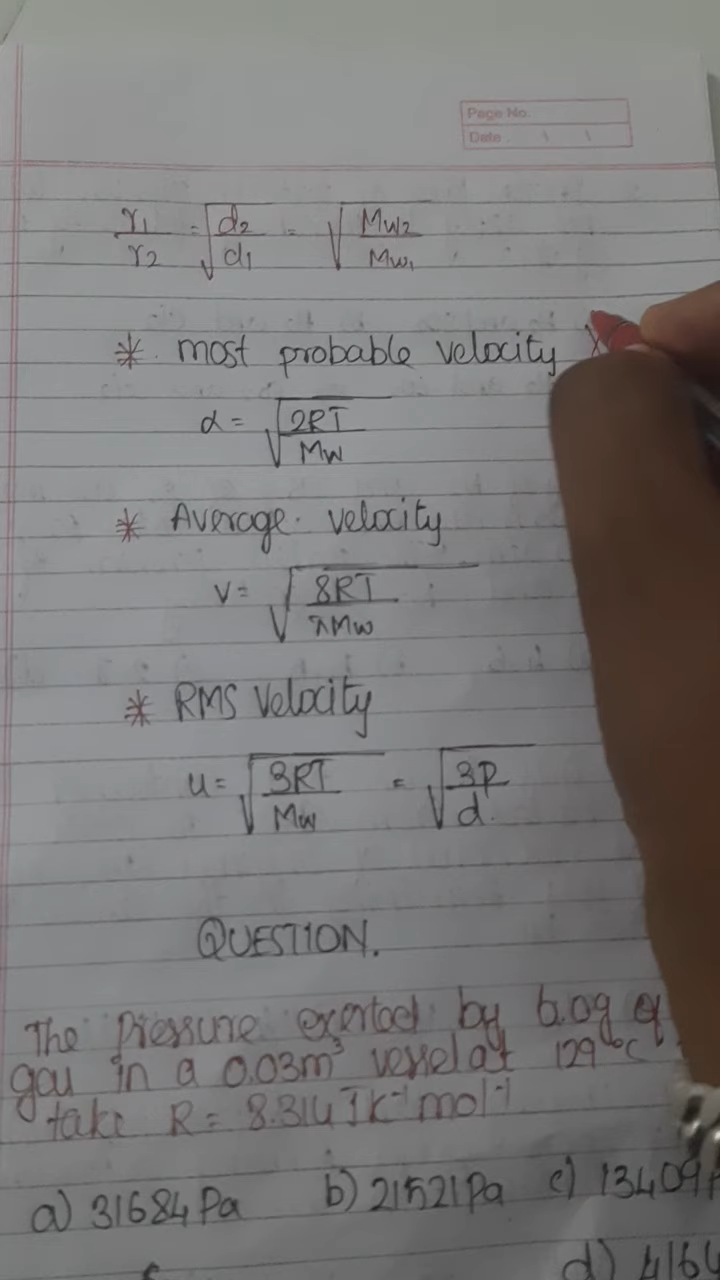 Page No.
Date
r1/r2 = √(d2/d1) = √(Mw2/Mw1)
* most probable velocity
α = √(2RT/Mw)
* Average velocity
v = √(8RT/πMw)
* RMS velocity
u = √(3RT/Mw) = √(3P/d)
QUESTION.
The Pressure exerted by 6.0g of
gas in a 0.03m³ vessel at 129°C
take R = 8.314 JK⁻¹mol⁻¹
a) 31684 Pa b) 21521 Pa c) 13409
d) 4164